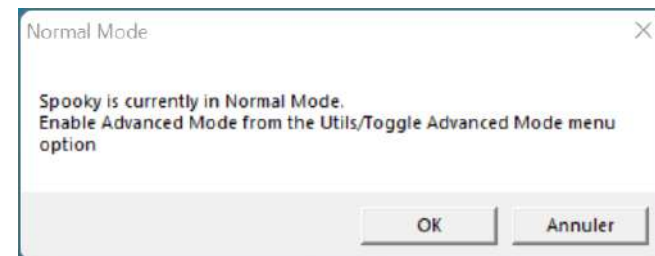 Normal Mode
Spooky is currently in Normal Mode.
Enable Advanced Mode from the Utils/Toggle Advanced Mode menu
option
OK
Annuler